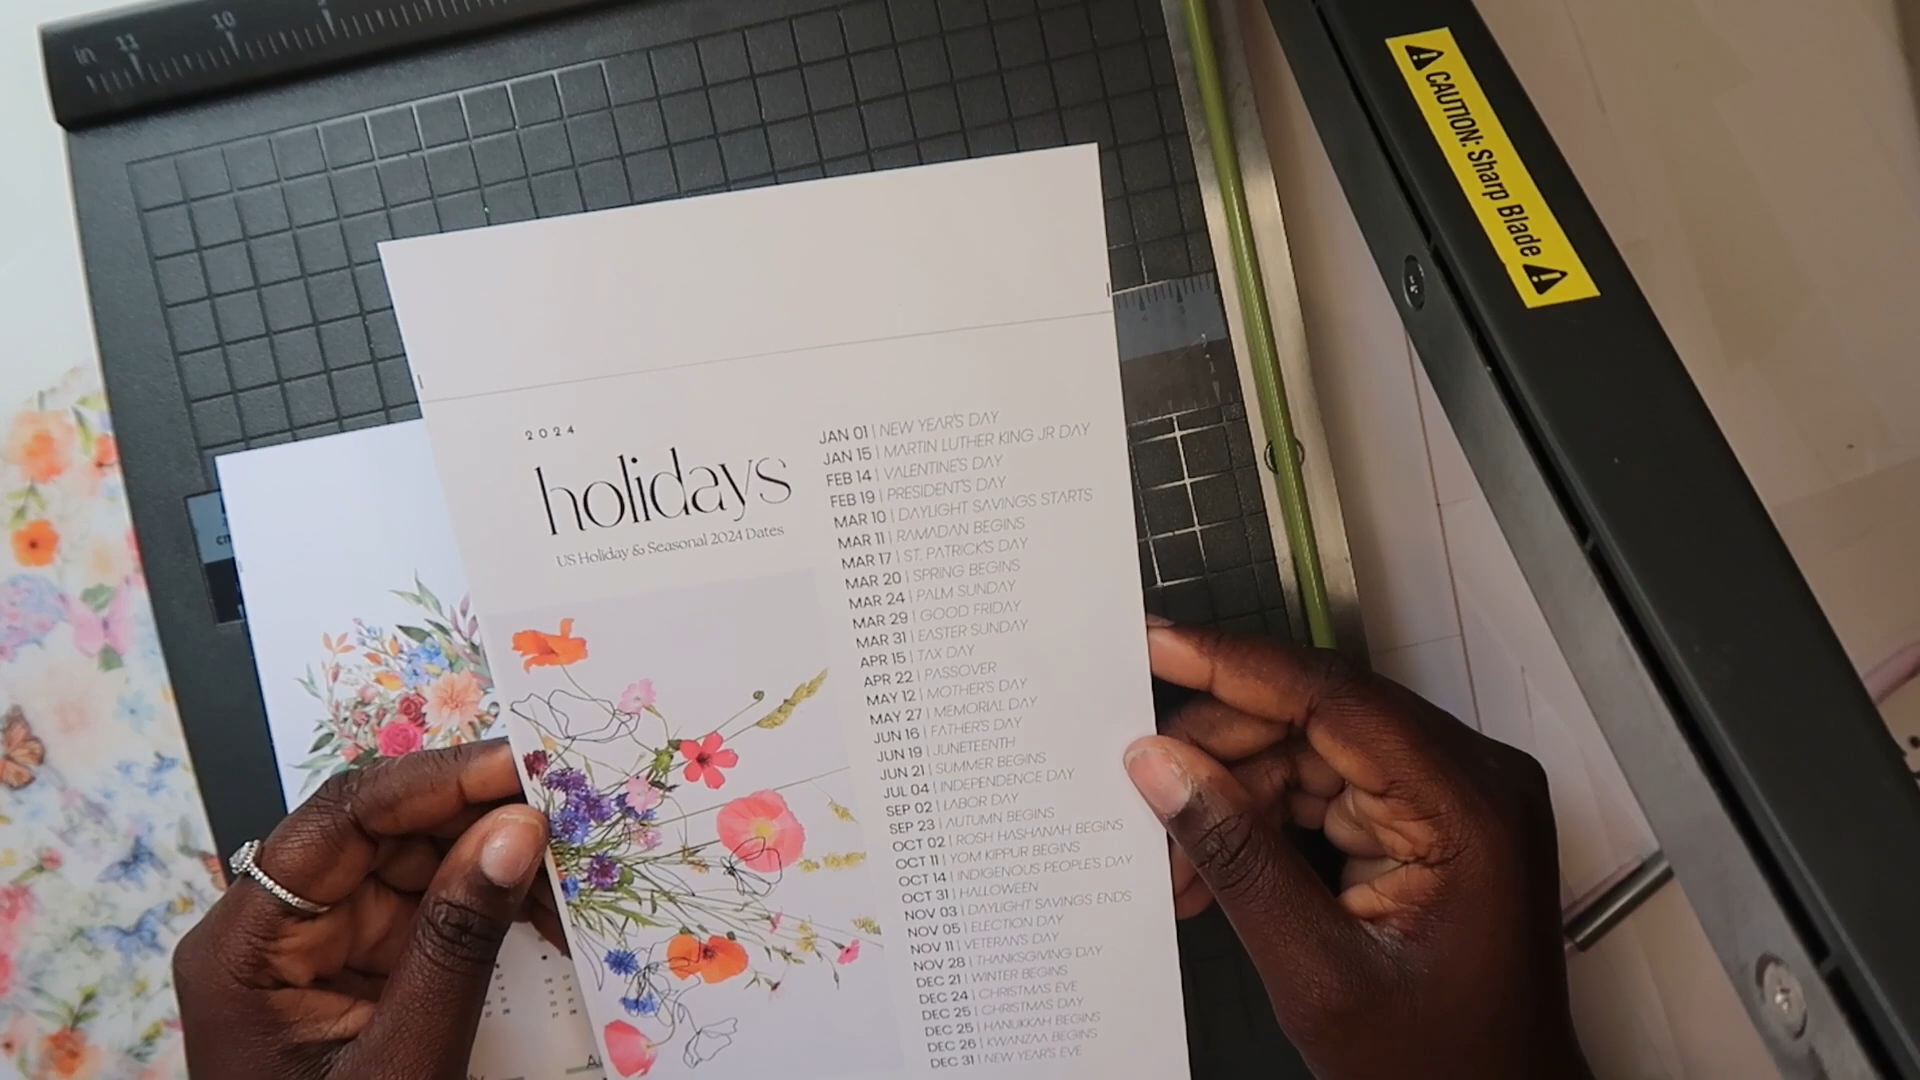 in 11 10
CAUTION: Sharp Blade
2024
holidays
US Holiday & Seasonal 2024 Dates
JAN 01 | NEW YEAR'S DAY
JAN 15 | MARTIN LUTHER KING JR DAY
FEB 14 | VALENTINE'S DAY
FEB 19 | PRESIDENT'S DAY
MAR 10 | DAYLIGHT SAVINGS STARTS
MAR 11 | RAMADAN BEGINS
MAR 17 | ST. PATRICK'S DAY
MAR 20 | SPRING BEGINS
MAR 24 | PALM SUNDAY
MAR 29 | GOOD FRIDAY
MAR 31 | EASTER SUNDAY
APR 15 | TAX DAY
APR 22 | PASSOVER
MAY 12 | MOTHER'S DAY
MAY 27 | MEMORIAL DAY
JUN 16 | FATHER'S DAY
JUN 19 | JUNETEENTH
JUN 21 | SUMMER BEGINS
JUL 04 | INDEPENDENCE DAY
SEP 02 | LABOR DAY
SEP 23 | AUTUMN BEGINS
OCT 02 | ROSH HASHANAH BEGINS
OCT 11 | YOM KIPPUR BEGINS
OCT 14 | INDIGENOUS PEOPLE'S DAY
OCT 31 | HALLOWEEN
NOV 03 | DAYLIGHT SAVINGS ENDS
NOV 05 | ELECTION DAY
NOV 11 | VETERAN'S DAY
NOV 28 | THANKSGIVING DAY
DEC 21 | WINTER BEGINS
DEC 24 | CHRISTMAS EVE
DEC 25 | CHRISTMAS DAY
DEC 25 | HANUKKAH BEGINS
DEC 26 | KWANZAA BEGINS
DEC 31 | NEW YEAR'S EVE